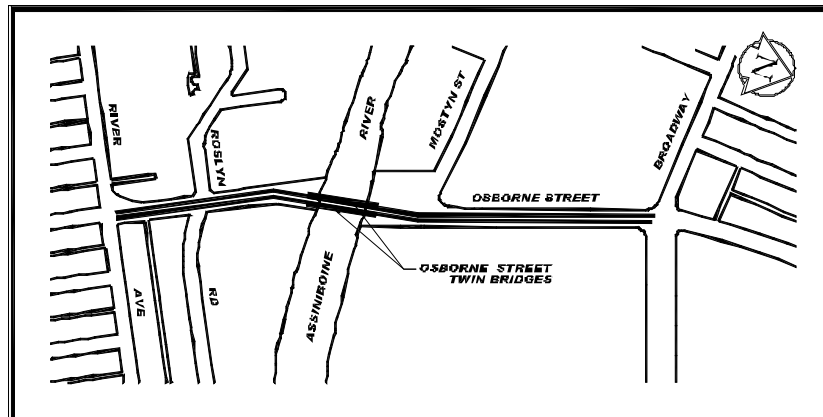 N
RIVER
ROSLYN
RIVER
MOSTYN ST
BROADWAY
OSBORNE STREET
OSBORNE STREET
TWIN BRIDGES
AVE
RD
ASSINIBOINE